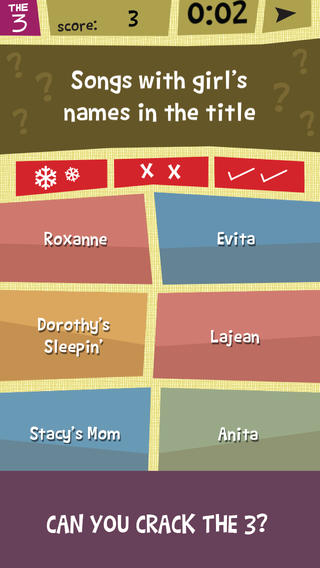 THE
3
score: 3
0:02
Songs with girl's
names in the title
? ? ? ?
X X
Roxanne
Evita
Dorothy's
Sleepin'
Lajean
Stacy's Mom
Anita
CAN YOU CRACK THE 3?